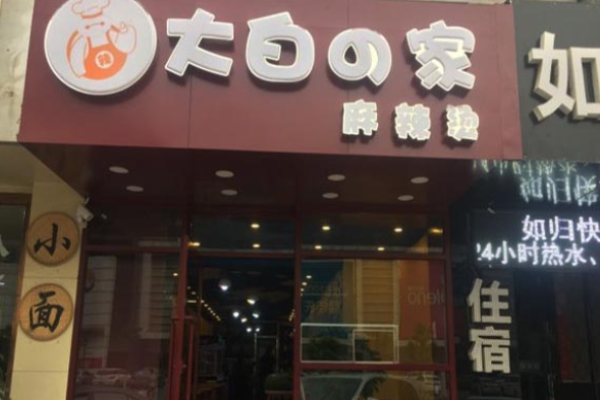 大白の家
麻辣烫
如
如归快
24小时热水、
住宿
小
面